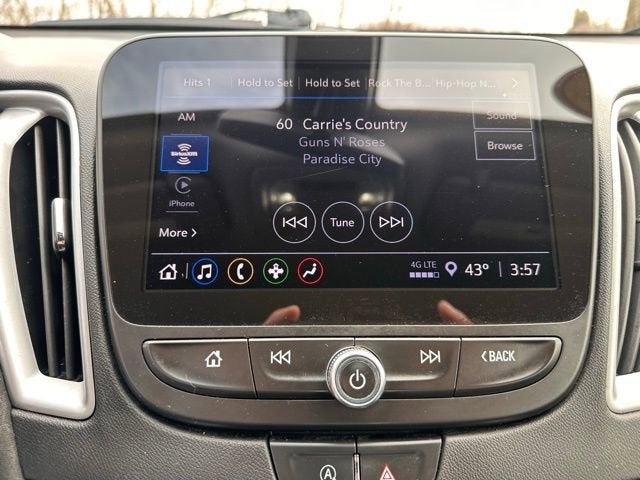 Hits 1 Hold to Set Hold to Set Rock The B... Hip-Hop N...
AM
60 Carrie's Country
Sound
Guns N' Roses
SiriusXM
Browse
Paradise City
iPhone
More
Tune
4G LTE
43° 3:57
BACK
A